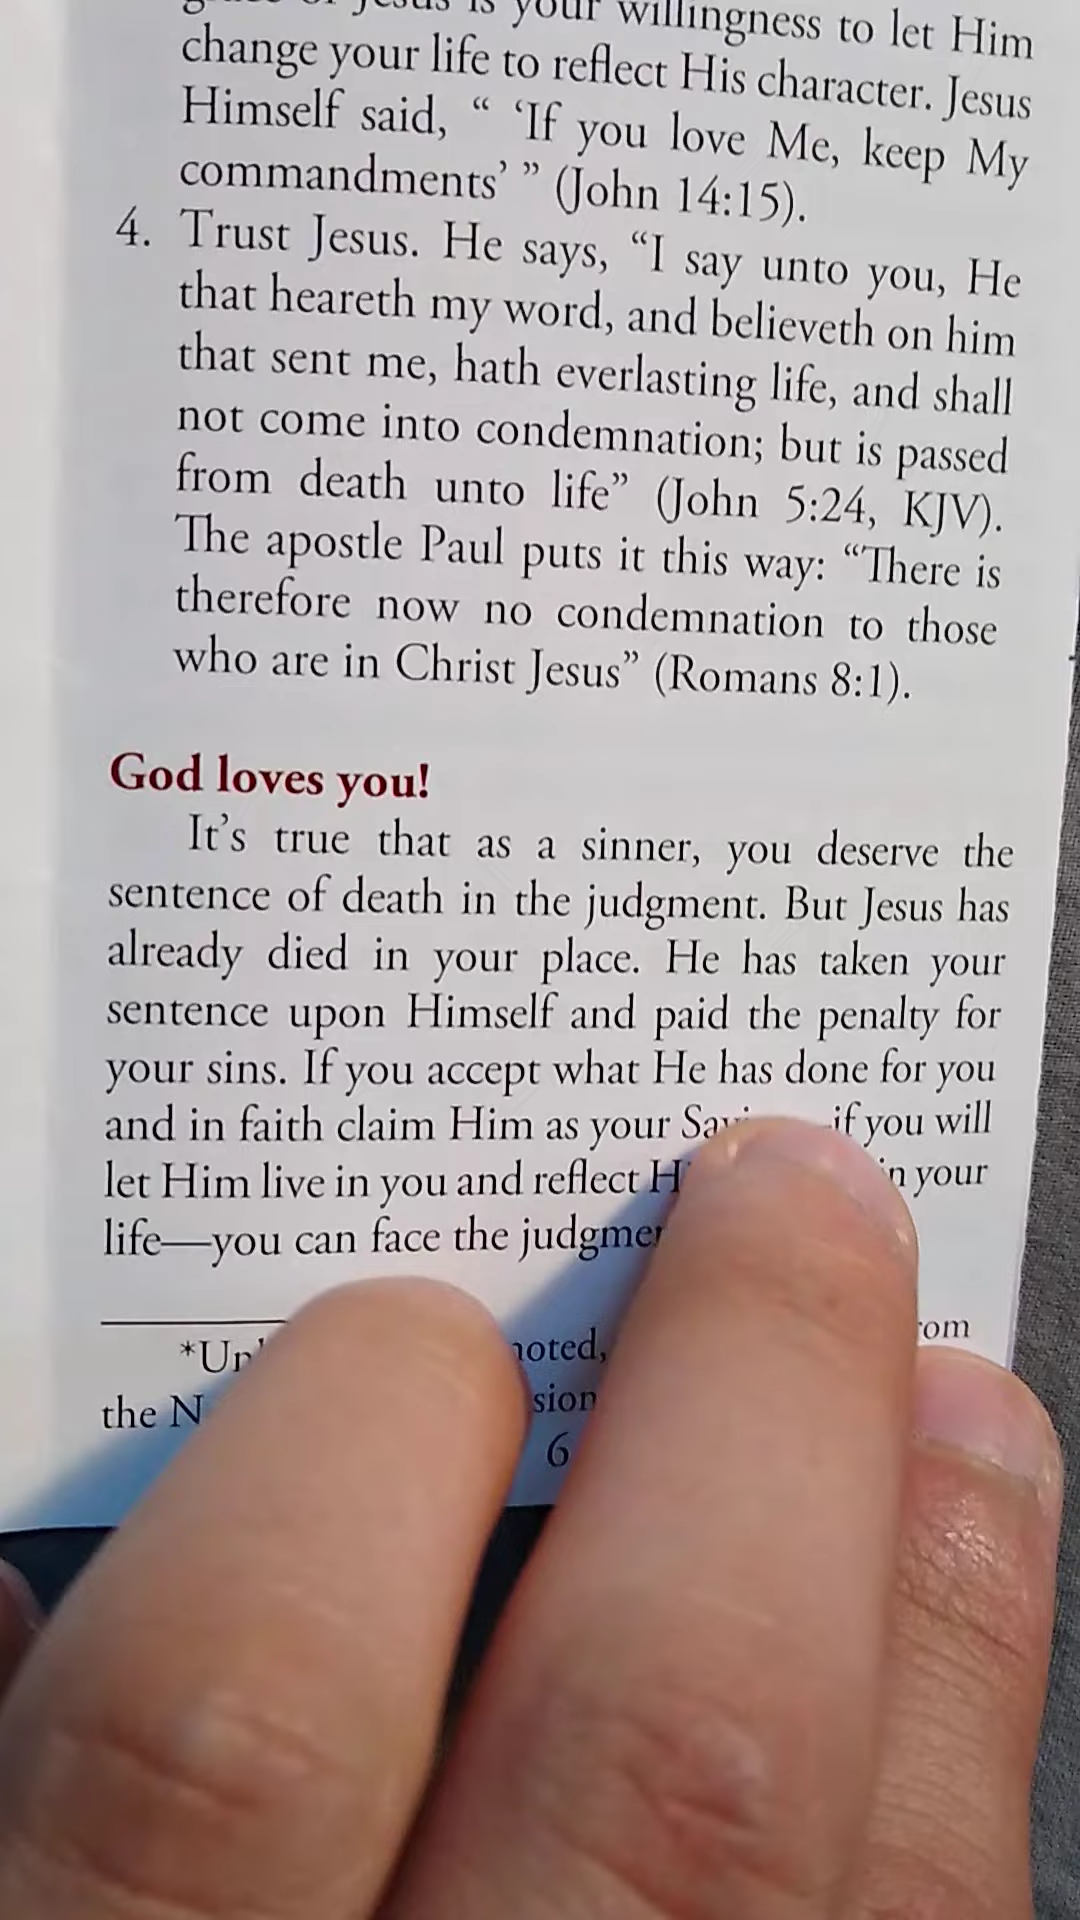 of Jesus is your willingness to let Him
change your life to reflect His character. Jesus
Himself said, “ ‘If you love Me, keep My
commandments’ ” (John 14:15).
4. Trust Jesus. He says, “I say unto you, He
that heareth my word, and believeth on him
that sent me, hath everlasting life, and shall
not come into condemnation; but is passed
from death unto life” (John 5:24, KJV).
The apostle Paul puts it this way: “There is
therefore now no condemnation to those
who are in Christ Jesus” (Romans 8:1).
God loves you!
It’s true that as a sinner, you deserve the
sentence of death in the judgment. But Jesus has
already died in your place. He has taken your
sentence upon Himself and paid the penalty for
your sins. If you accept what He has done for you
and in faith claim Him as your if you will
let Him live in you and reflect in your
life—you can face the
noted,
the
6